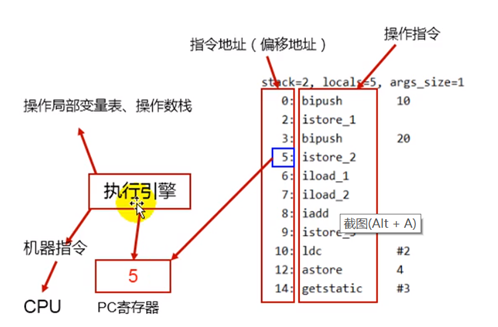 指令地址（偏移地址）
操作指令
stack=2, locals=5, args_size=1
0: bipush 10
2: istore_1
3: bipush 20
5: istore_2
6: iload_1
7: iload_2
8: iadd
9: istore_3
10: ldc #2
12: astore 4
14: getstatic #3
截图(Alt + A)
操作局部变量表、操作数栈
执行引擎
机器指令
5
CPU
PC寄存器